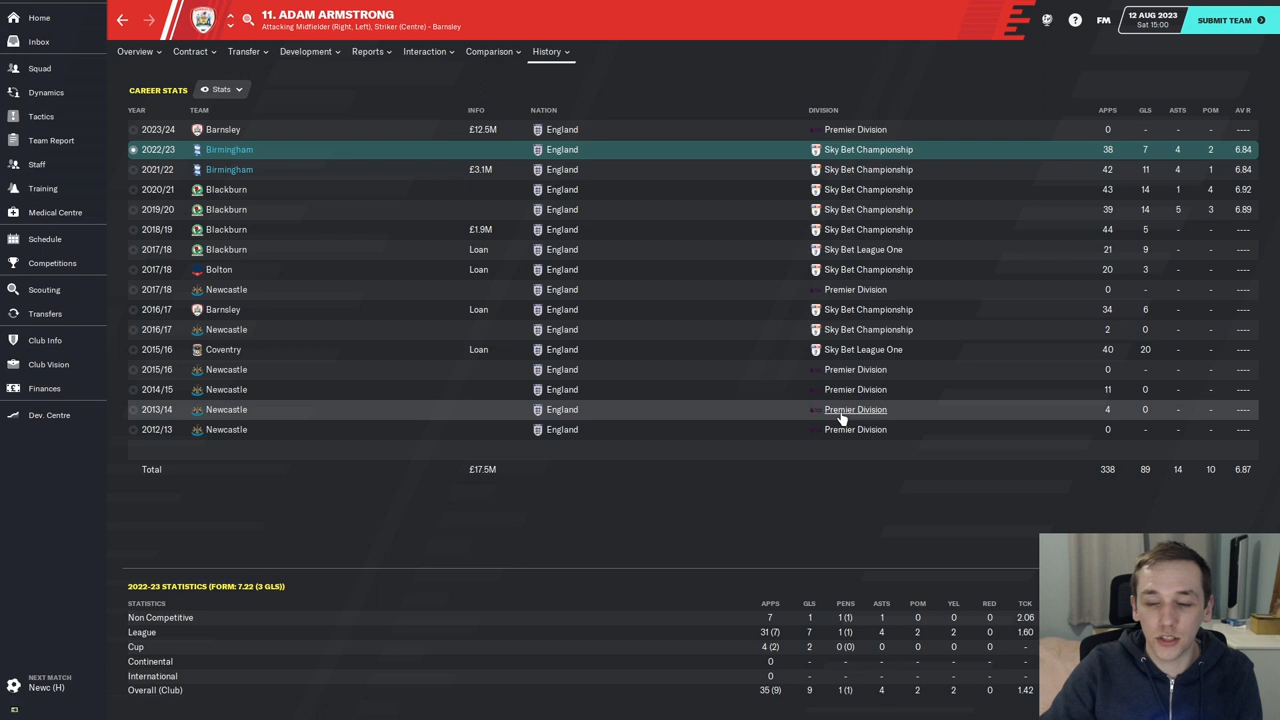 Home
Inbox
Squad
Dynamics
Tactics
Team Report
Staff
Training
Medical Centre
Schedule
Competitions
Scouting
Transfers
Club Info
Club Vision
Finances
Dev. Centre
NEXT MATCH
Newc (H)
11. ADAM ARMSTRONG
Attacking Midfielder (Right, Left), Striker (Centre) - Barnsley
? FM 12 AUG 2023 Sat 15:00 SUBMIT TEAM
Overview Contract Transfer Development Reports Interaction Comparison History
CAREER STATS Stats
YEAR TEAM INFO NATION DIVISION APPS GLS ASTS POM AV R
2023/24 Barnsley £12.5M England Premier Division 0 - - - ----
2022/23 Birmingham England Sky Bet Championship 38 7 4 2 6.84
2021/22 Birmingham £3.1M England Sky Bet Championship 42 11 4 1 6.84
2020/21 Blackburn England Sky Bet Championship 43 14 1 4 6.92
2019/20 Blackburn England Sky Bet Championship 39 14 5 3 6.89
2018/19 Blackburn £1.9M England Sky Bet Championship 44 5 - - ----
2017/18 Blackburn Loan England Sky Bet League One 21 9 - - ----
2017/18 Bolton Loan England Sky Bet Championship 20 3 - - ----
2017/18 Newcastle England Premier Division 0 - - - ----
2016/17 Barnsley Loan England Sky Bet Championship 34 6 - - ----
2016/17 Newcastle England Sky Bet Championship 2 0 - - ----
2015/16 Coventry Loan England Sky Bet League One 40 20 - - ----
2015/16 Newcastle England Premier Division 0 - - - ----
2014/15 Newcastle England Premier Division 11 0 - - ----
2013/14 Newcastle England Premier Division 4 0 - - ----
2012/13 Newcastle England Premier Division 0 - - - ----
Total £17.5M 338 89 14 10 6.87
2022-23 STATISTICS (FORM: 7.22 (3 GLS))
STATISTICS APPS GLS PENS ASTS POM YEL RED TCK
Non Competitive 7 1 1 (1) 1 0 0 0 2.06
League 31 (7) 7 1 (1) 4 2 2 0 1.60
Cup 4 (2) 2 0 (0) 0 0 0 0 -
Continental 0 - - - - - - -
International 0 - - - - - - -
Overall (Club) 35 (9) 9 1 (1) 4 2 2 0 1.42